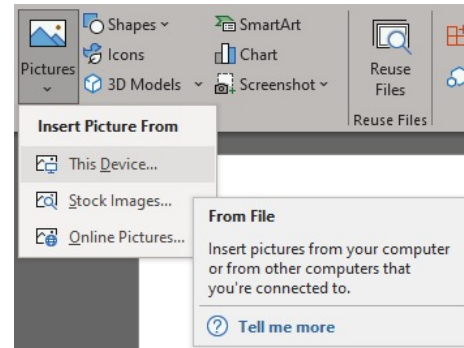 Pictures
Shapes
Icons
3D Models
SmartArt
Chart
Screenshot
Reuse
Files
Reuse Files
Insert Picture From
This Device...
Stock Images...
Online Pictures...
From File
Insert pictures from your computer
or from other computers that
you're connected to.
Tell me more